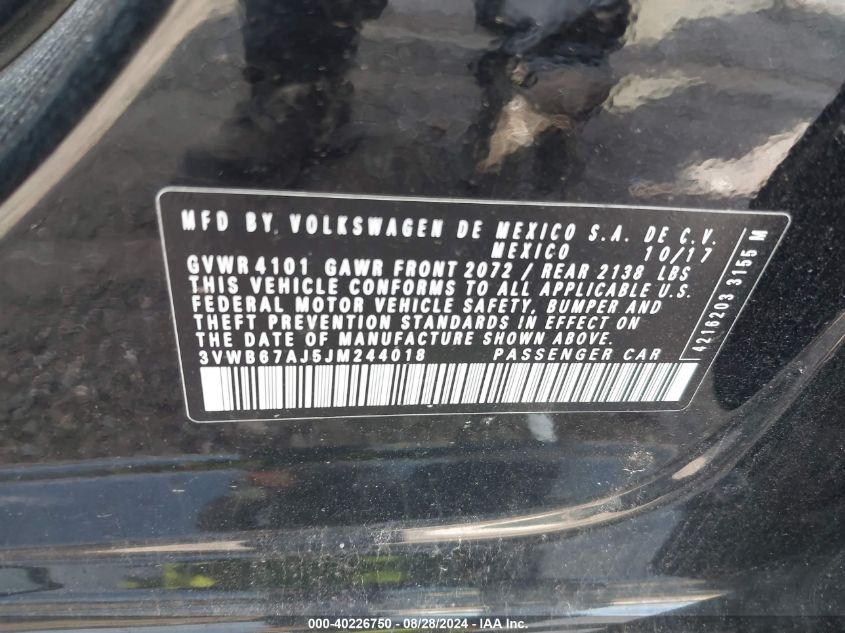 MFD BY. VOLKSWAGEN DE MEXICO S.A. DE C.V.
MEXICO 10/17
GVWR 4101 GAWR FRONT 2072 / REAR 2138 LBS
THIS VEHICLE CONFORMS TO ALL APPLICABLE U.S.
FEDERAL MOTOR VEHICLE SAFETY, BUMPER AND
THEFT PREVENTION STANDARDS IN EFFECT ON
THE DATE OF MANUFACTURE SHOWN ABOVE.
3VWB67AJ5JM244018 PASSENGER CAR
4216203 3155 M
000-40226750 - 08/28/2024 - IAA Inc.